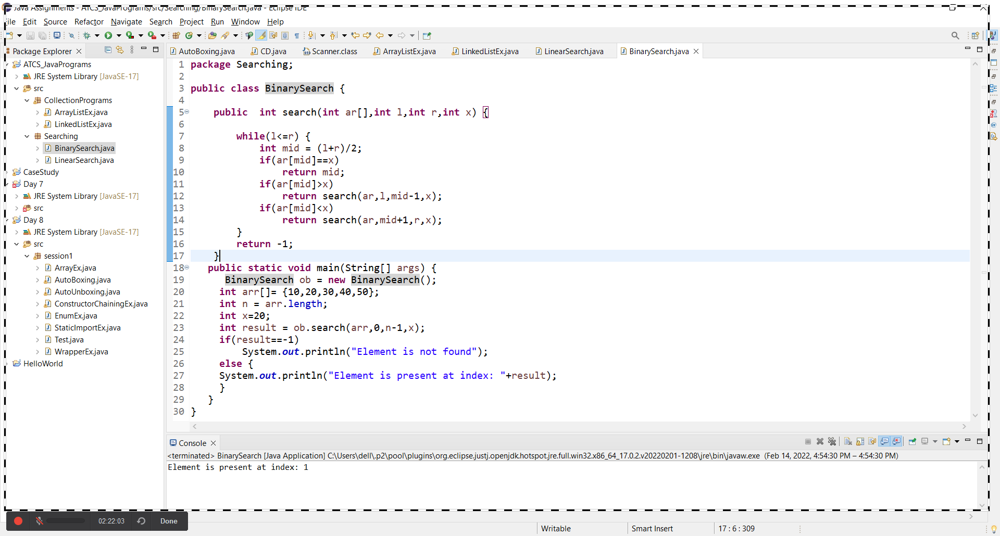 Java Assignments - ATCS_JavaPrograms/src/Searching/BinarySearch.java - Eclipse IDE
ile Edit Source Refactor Navigate Search Project Run Window Help
Package Explorer
AutoBoxing.java CD.java Scanner.class ArrayListEx.java LinkedListEx.java LinearSearch.java BinarySearch.java
ATCS_JavaPrograms
JRE System Library [JavaSE-17]
src
CollectionPrograms
ArrayListEx.java
LinkedListEx.java
Searching
BinarySearch.java
LinearSearch.java
CaseStudy
Day 7
JRE System Library [JavaSE-17]
src
Day 8
JRE System Library [JavaSE-17]
src
session1
ArrayEx.java
AutoBoxing.java
AutoUnboxing.java
ConstructorChainingEx.java
EnumEx.java
StaticImportEx.java
Test.java
WrapperEx.java
HelloWorld
1 package Searching;
2
3 public class BinarySearch {
4
5 public  int search(int ar[],int l,int r,int x) {
6
7 while(l<=r) {
8 int mid = (l+r)/2;
9 if(ar[mid]==x)
10 return mid;
11 if(ar[mid]>x)
12 return search(ar,l,mid-1,x);
13 if(ar[mid]<x)
14 return search(ar,mid+1,r,x);
15 }
16 return -1;
17 }
18 public static void main(String[] args) {
19 BinarySearch ob = new BinarySearch();
20 int arr[]= {10,20,30,40,50};
21 int n = arr.length;
22 int x=20;
23 int result = ob.search(arr,0,n-1,x);
24 if(result==-1)
25 System.out.println("Element is not found");
26 else {
27 System.out.println("Element is present at index: "+result);
28 }
29 }
30 }
Console
<terminated> BinarySearch [Java Application] C:\Users\dell\.p2\pool\plugins\org.eclipse.justj.openjdk.hotspot.jre.full.win32.x86_64_17.0.2.v20220201-1208\jre\bin\javaw.exe (Feb 14, 2022, 4:54:30 PM – 4:54:30 PM)
Element is present at index: 1
02:22:03 Done
Writable Smart Insert 17 : 6 : 309